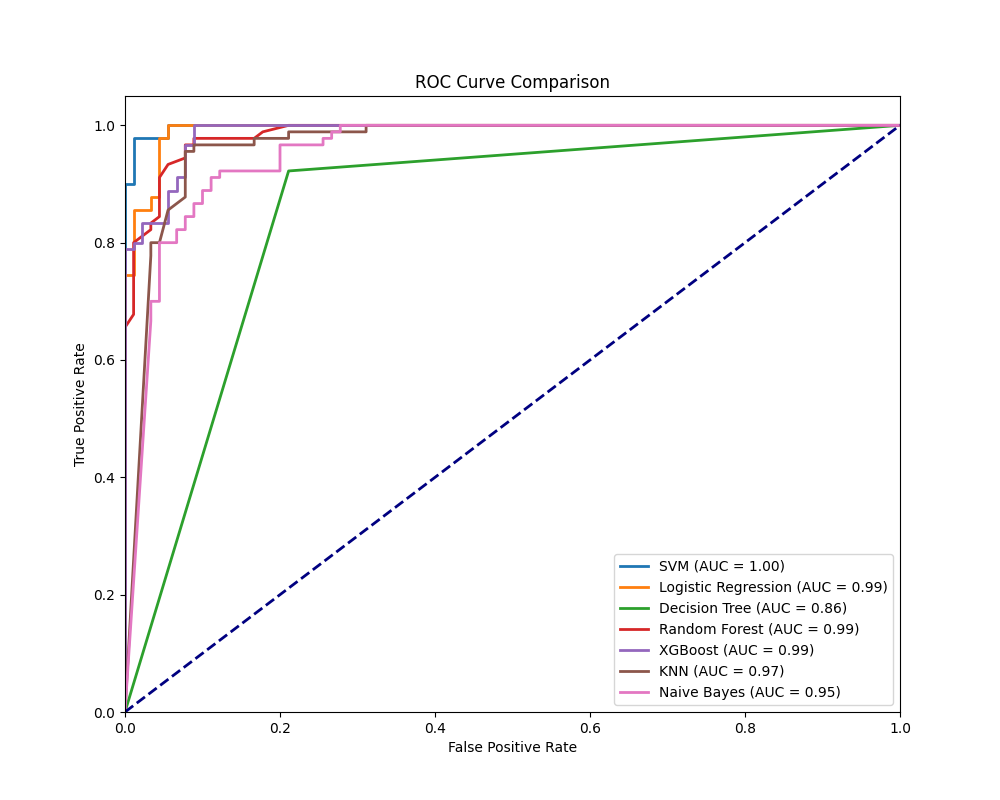 ROC Curve Comparison
1.0
0.8
0.6
0.4
0.2
0.0
True Positive Rate
0.0 0.2 0.4 0.6 0.8 1.0
False Positive Rate
SVM (AUC = 1.00)
Logistic Regression (AUC = 0.99)
Decision Tree (AUC = 0.86)
Random Forest (AUC = 0.99)
XGBoost (AUC = 0.99)
KNN (AUC = 0.97)
Naive Bayes (AUC = 0.95)